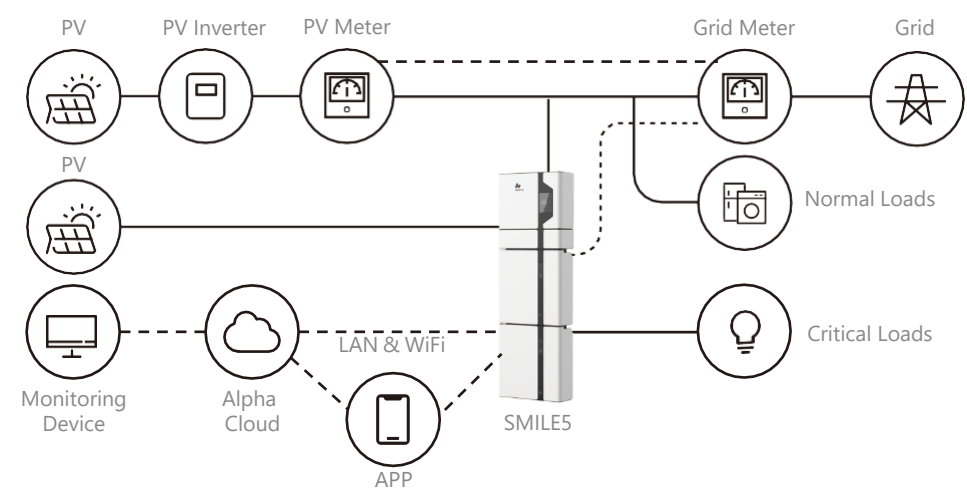 PV
PV Inverter
PV Meter
Grid Meter
Grid
PV
Normal Loads
LAN & WiFi
Critical Loads
Monitoring
Device
Alpha
Cloud
SMILE5
APP